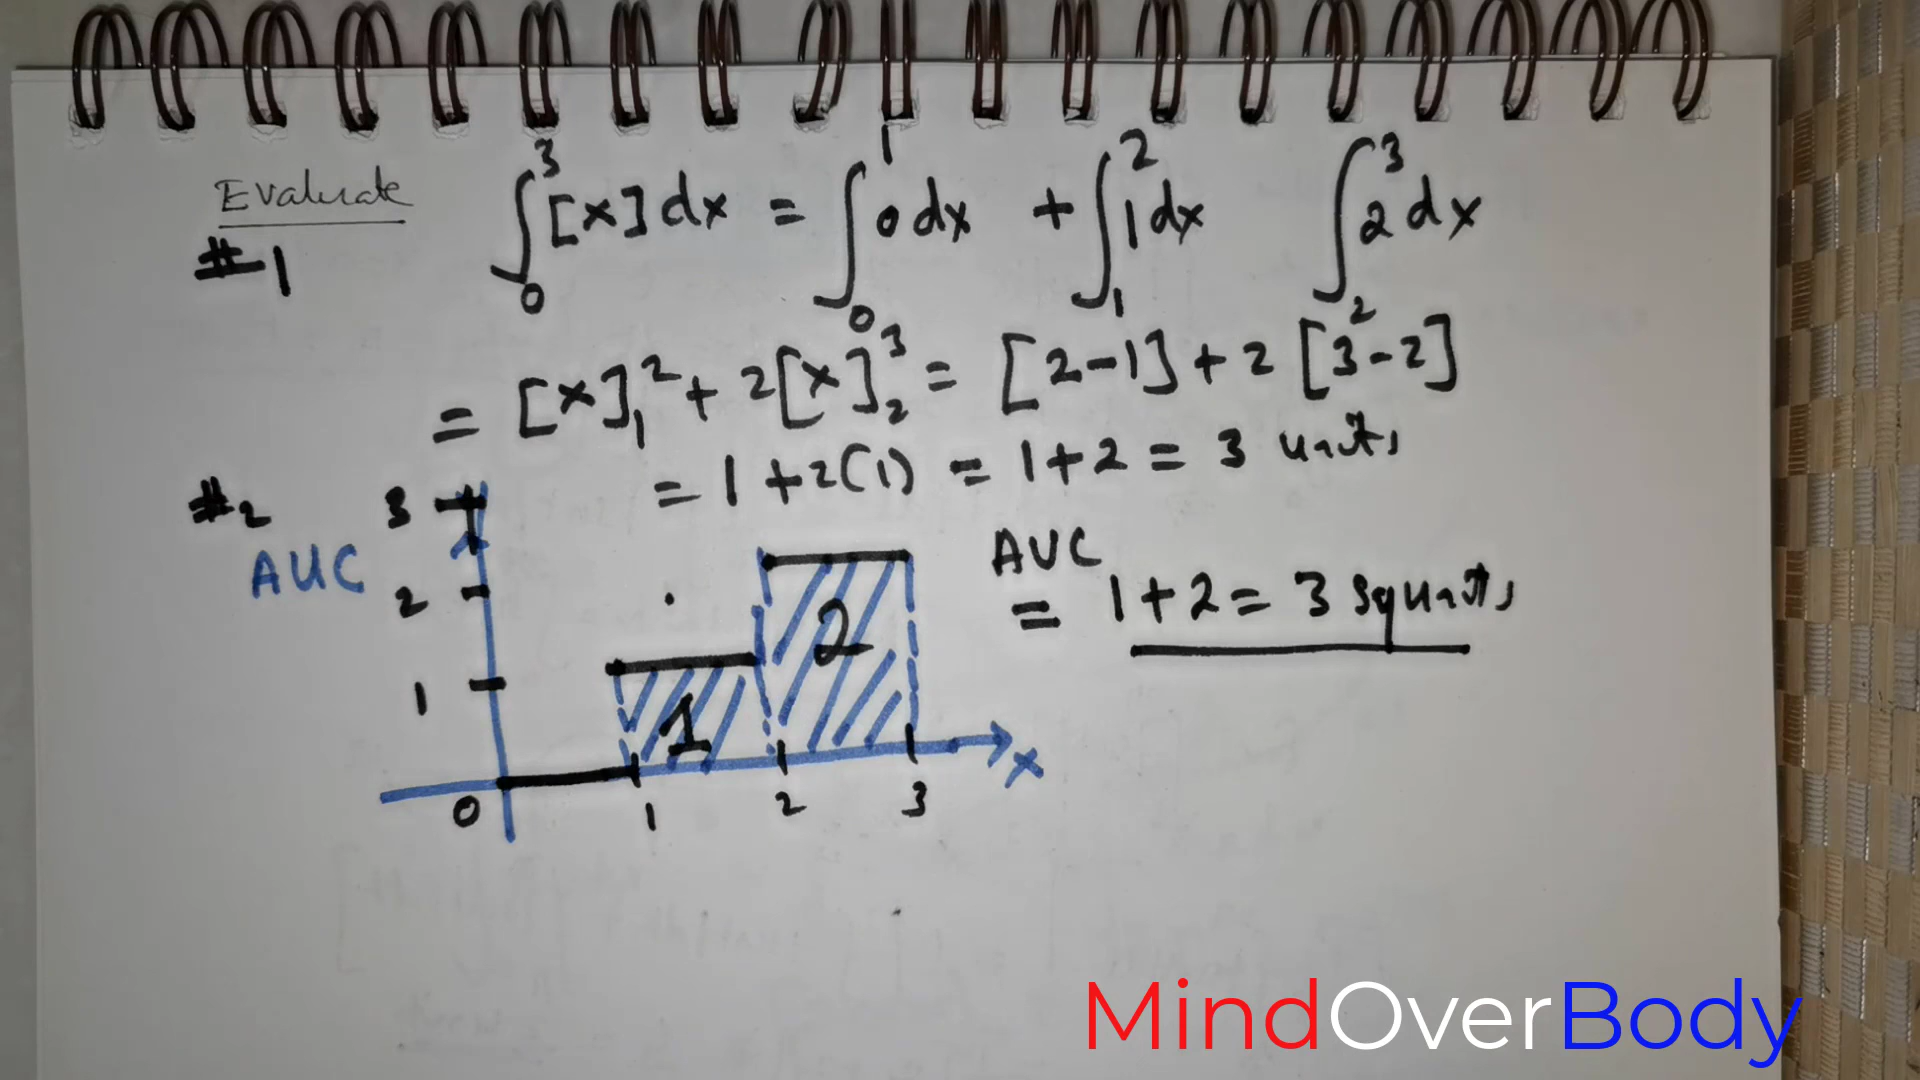 Evaluate
#1
∫₀³ [x] dx = ∫₀¹ 0 dx + ∫₁² 1 dx ∫₂³ 2 dx
= [x]₁² + 2[x]₂³ = [2-1] + 2 [3-2]
= 1 + 2(1) = 1 + 2 = 3 units
#2
AUC
3
2
1
0
1
2
3
x
1
2
AUC
= 1 + 2 = 3 sq units
MindOverBody